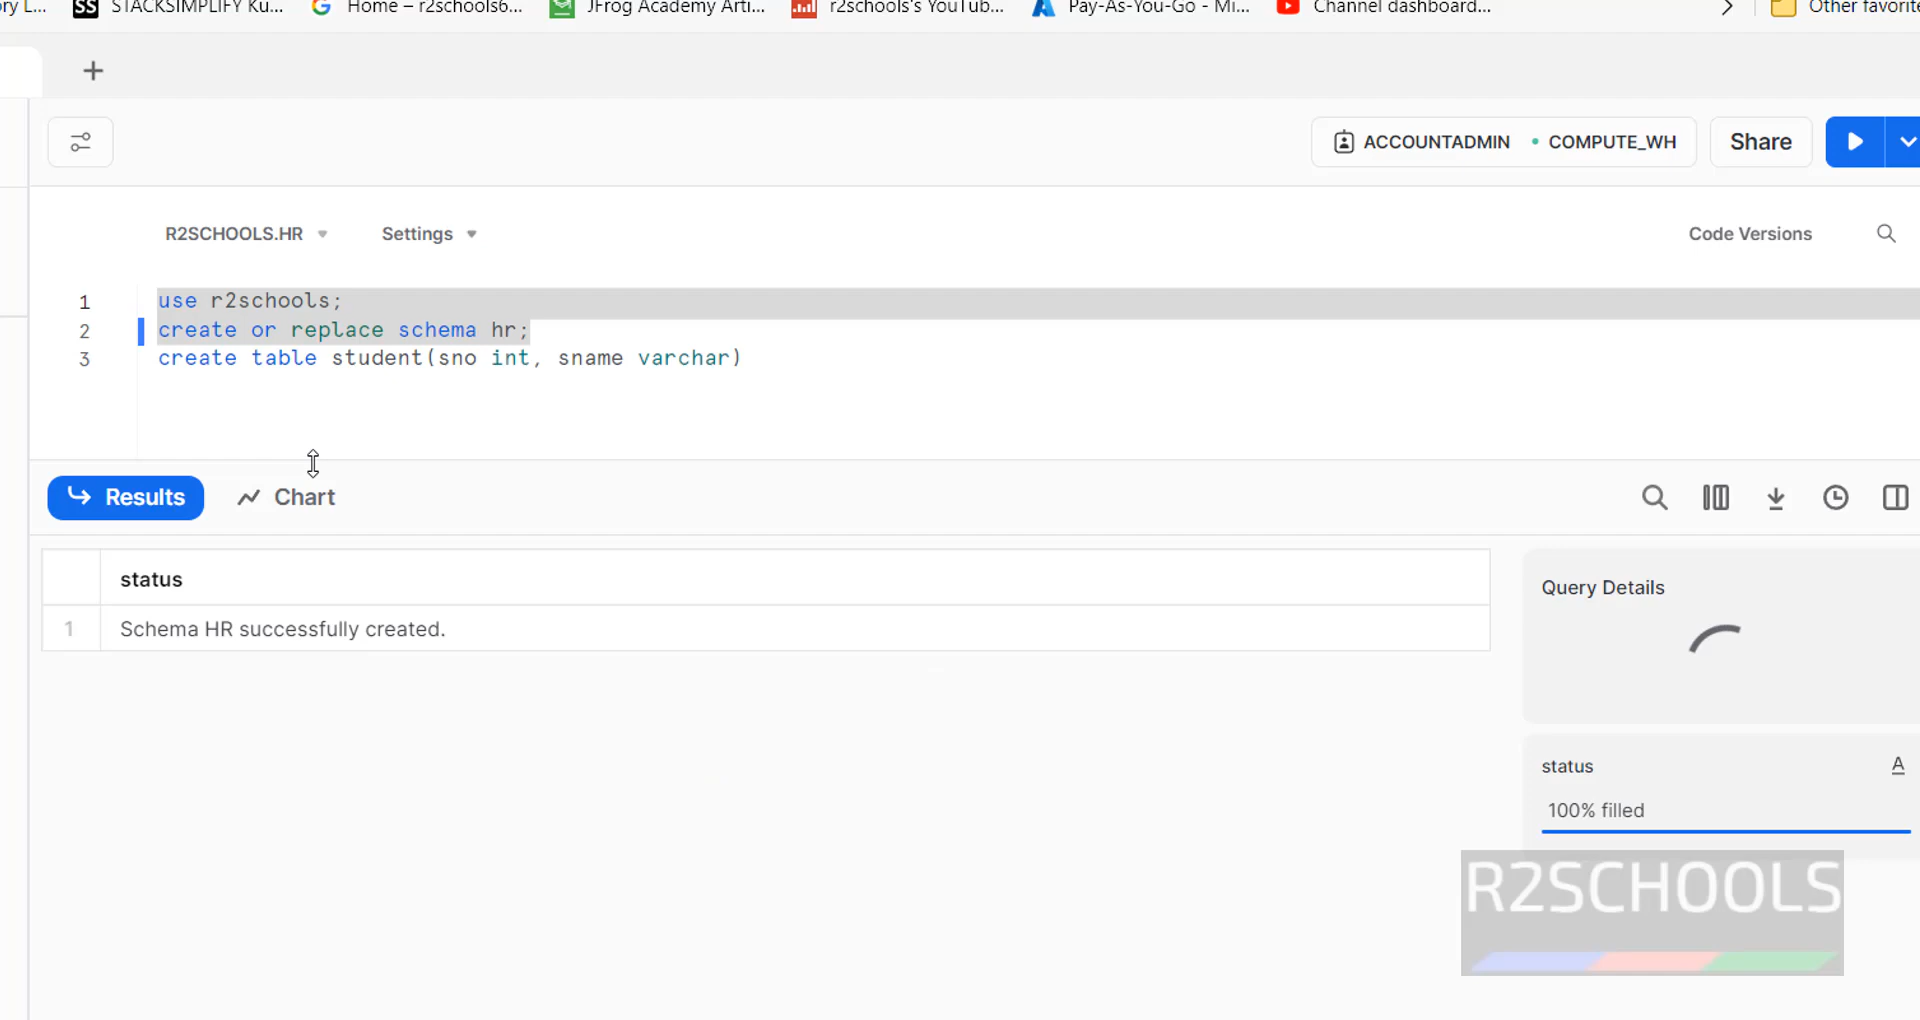 ory L... STACKSIMPLIFY Ku... Home – r2schools6... JFrog Academy Arti... r2schools's YouTub... Pay-As-You-Go - Mi... Channel dashboard... Other favorite
ACCOUNTADMIN • COMPUTE_WH Share
R2SCHOOLS.HR Settings Code Versions
1 use r2schools;
2 create or replace schema hr;
3 create table student(sno int, sname varchar)
Results Chart
status
1 Schema HR successfully created.
Query Details
status A
100% filled
R2SCHOOLS